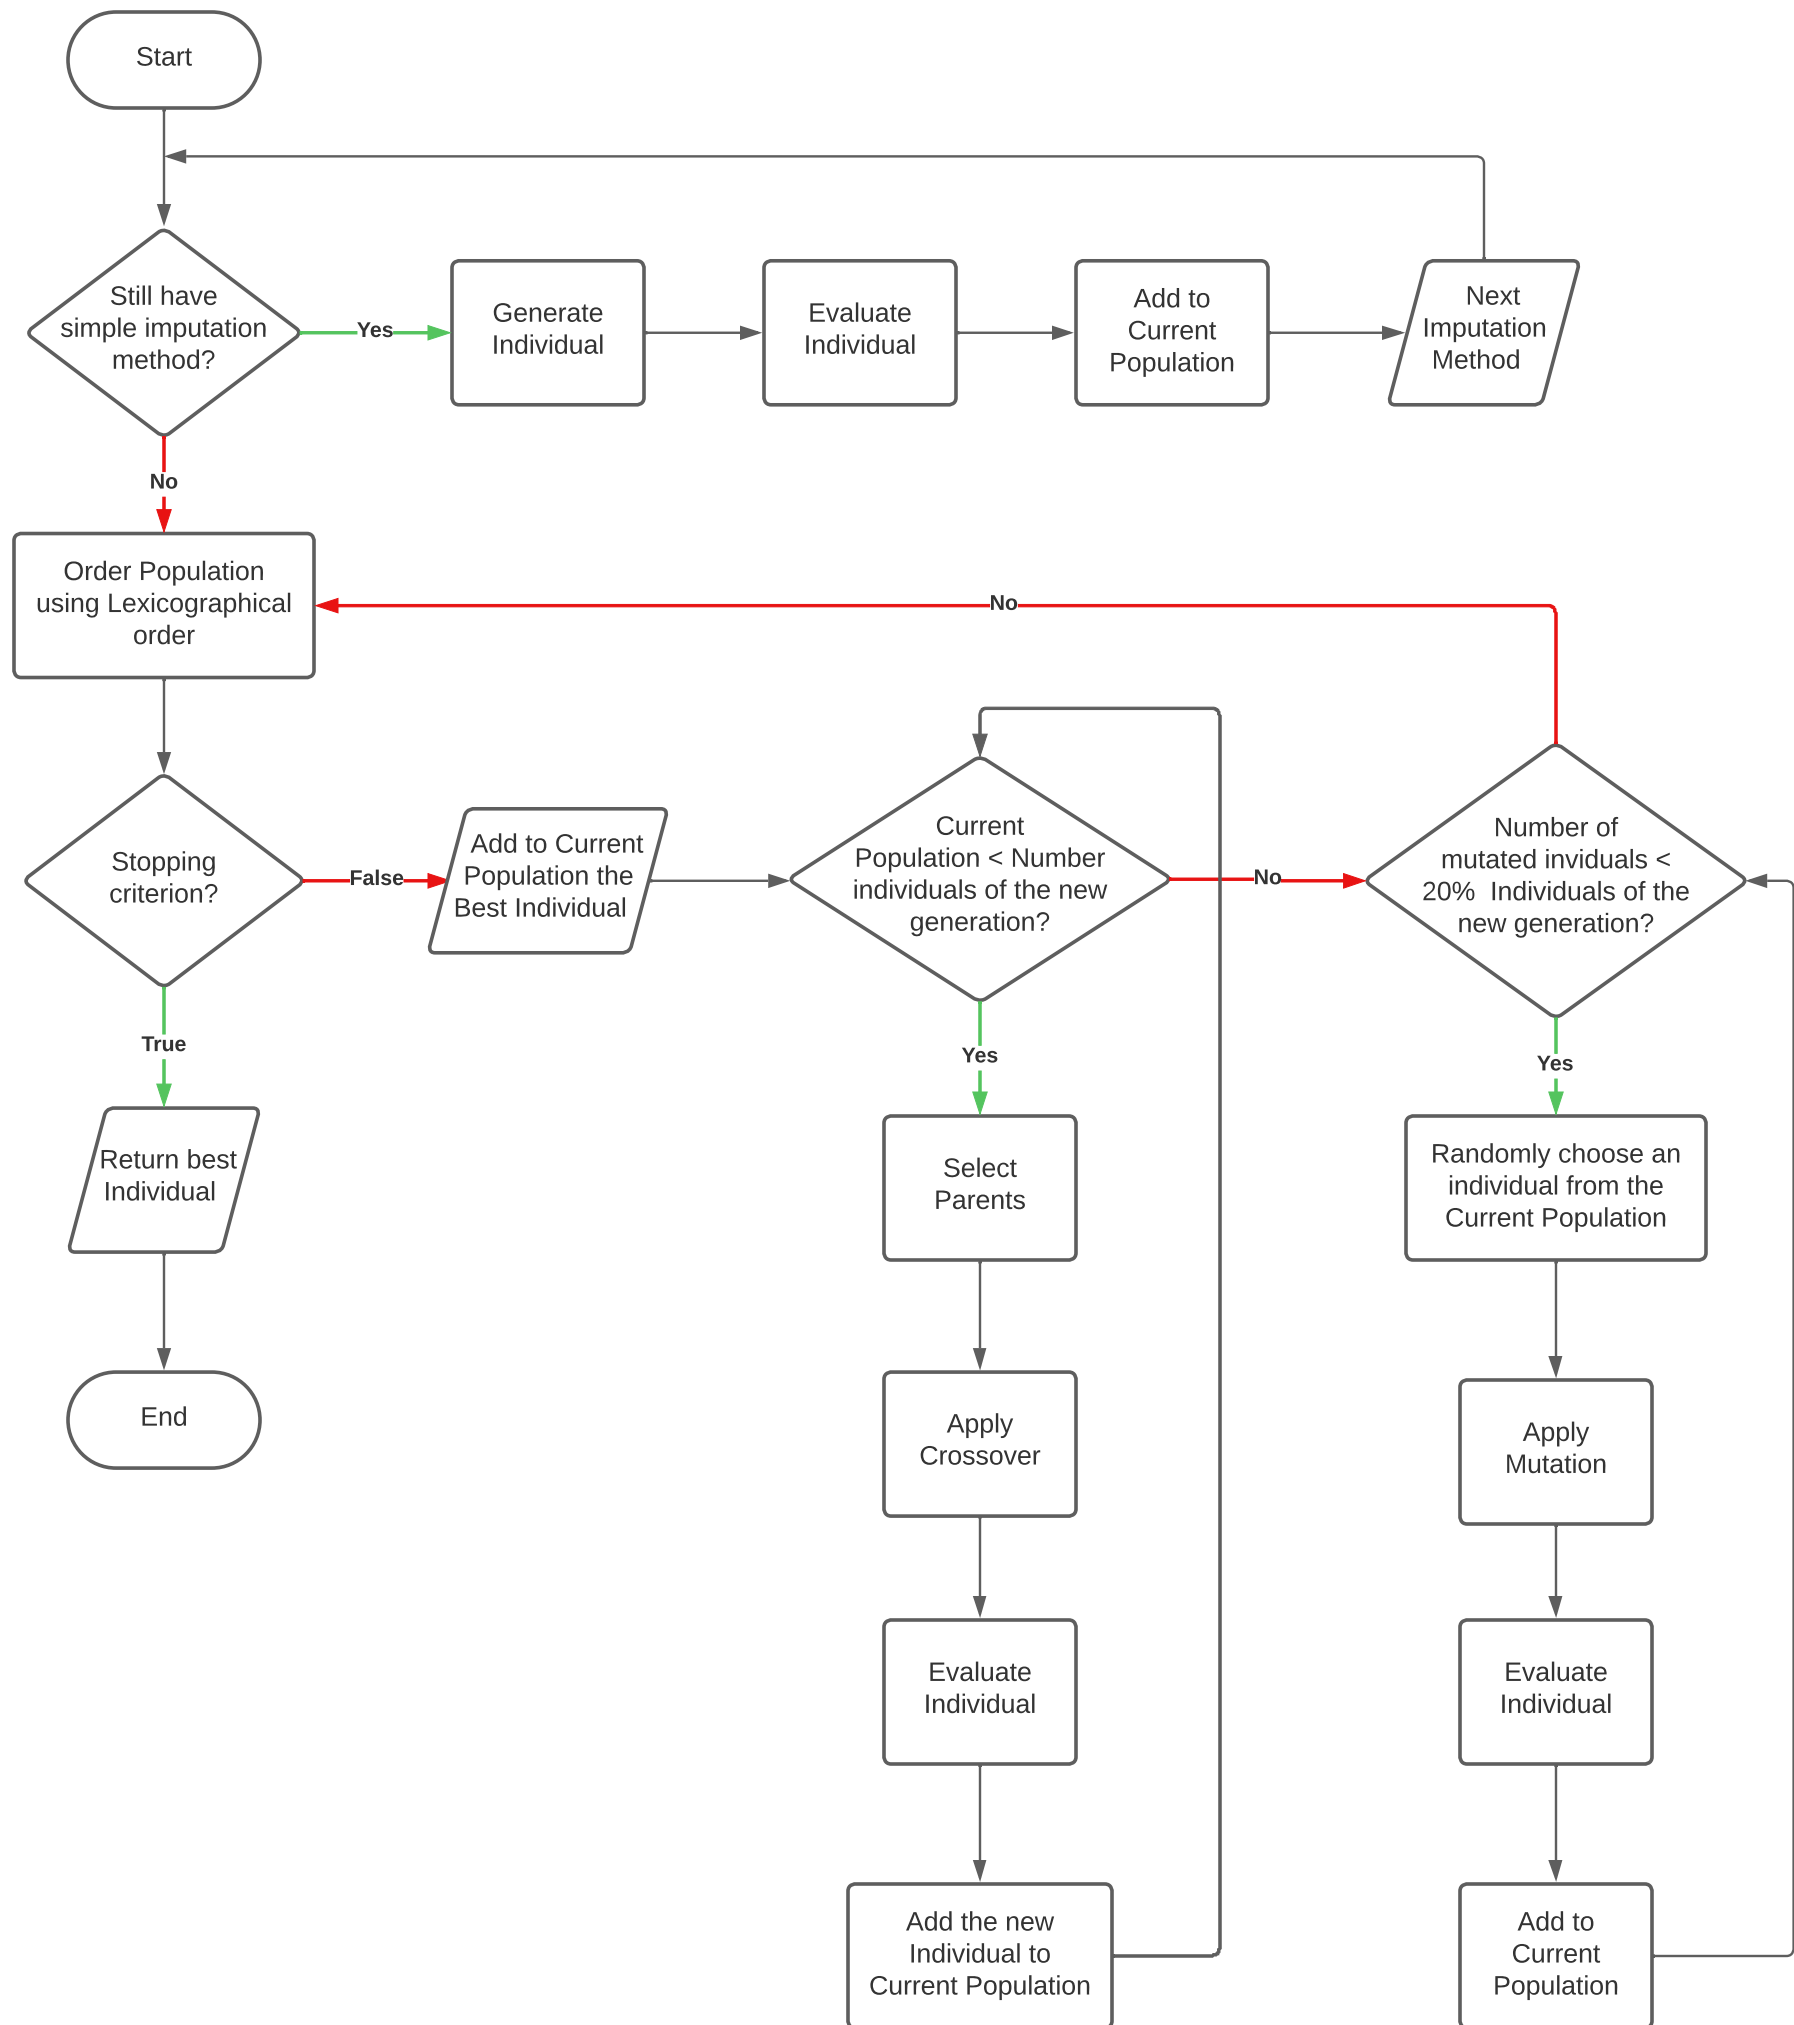 Start
Still have
simple imputation
method?
Yes
Generate
Individual
Evaluate
Individual
Add to
Current
Population
Next
Imputation
Method
No
Order Population
using Lexicographical
order
No
Stopping
criterion?
False
Add to Current
Population the
Best Individual
Current
Population < Number
individuals of the new
generation?
No
Number of
mutated inviduals <
20%  Individuals of the
new generation?
True
Yes
Yes
Return best
Individual
Select
Parents
Randomly choose an
individual from the
Current Population
End
Apply
Crossover
Apply
Mutation
Evaluate
Individual
Evaluate
Individual
Add the new
Individual to
Current Population
Add to
Current
Population